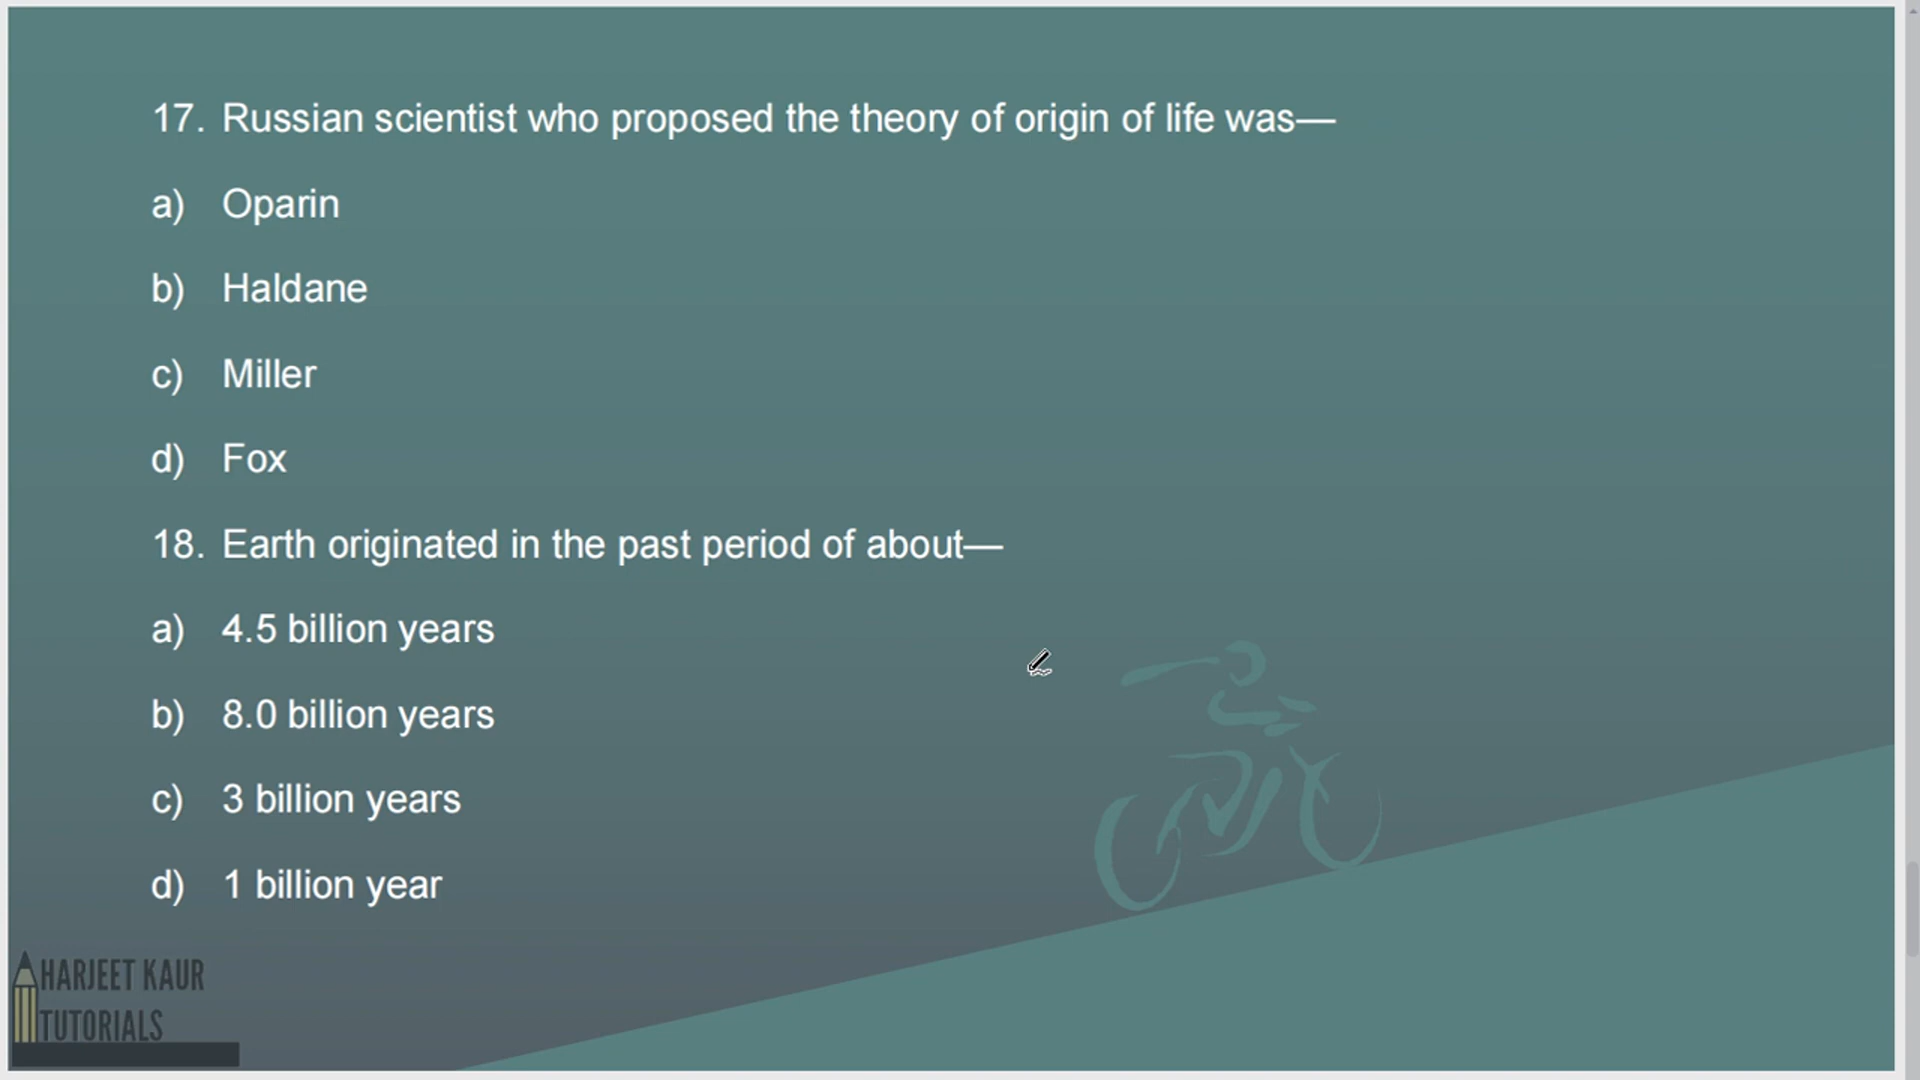 17. Russian scientist who proposed the theory of origin of life was—
a) Oparin
b) Haldane
c) Miller
d) Fox
18. Earth originated in the past period of about—
a) 4.5 billion years
b) 8.0 billion years
c) 3 billion years
d) 1 billion year
HARJEET KAUR
TUTORIALS